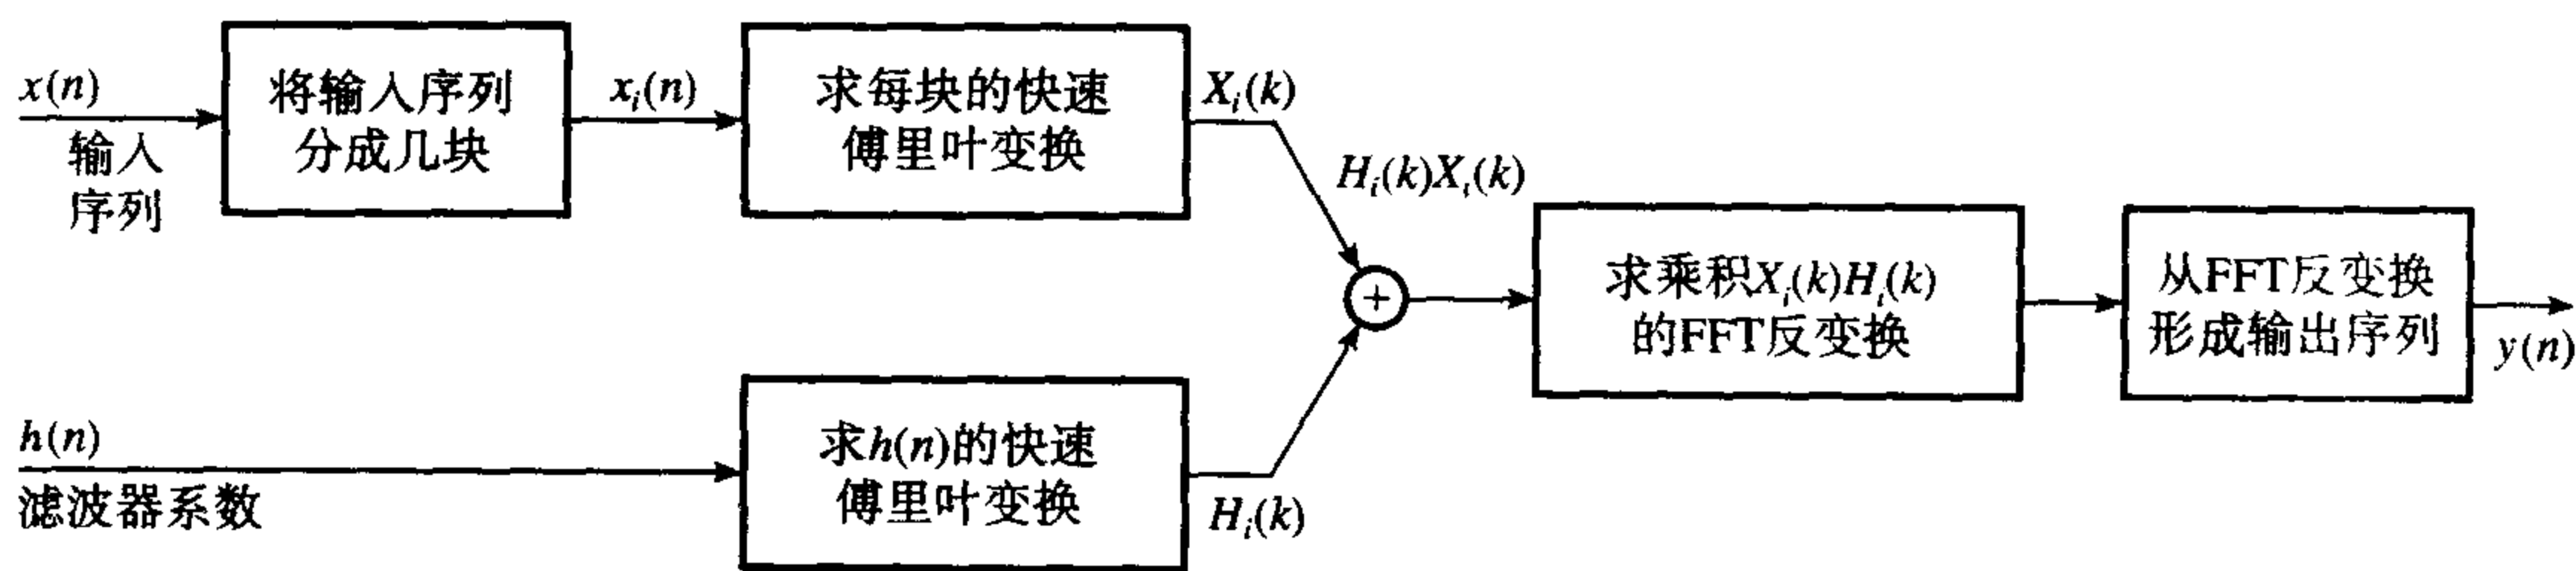 x(n)
输入
序列
将输入序列
分成几块
xᵢ(n)
求每块的快速
傅里叶变换
Xᵢ(k)
Hᵢ(k)Xᵢ(k)
+
求乘积Xᵢ(k)Hᵢ(k)
的FFT反变换
从FFT反变换
形成输出序列
y(n)
h(n)
滤波器系数
求h(n)的快速
傅里叶变换
Hᵢ(k)